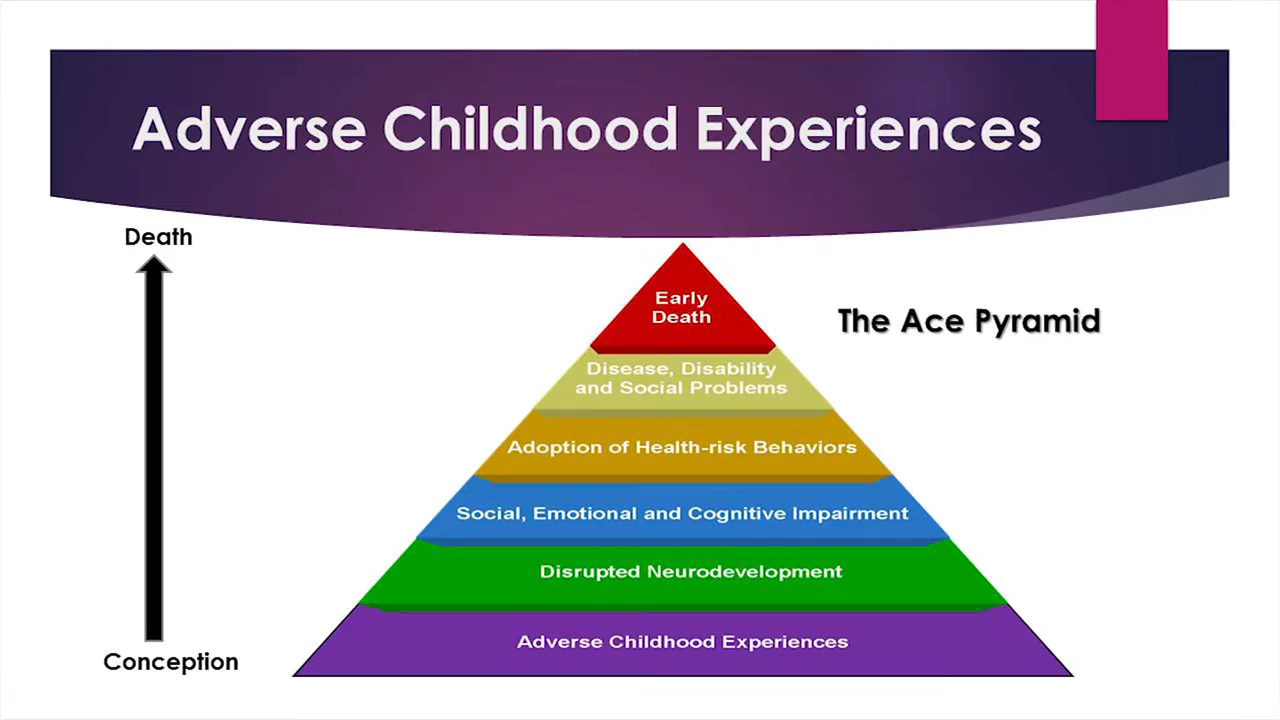 Adverse Childhood Experiences
Death
Early
Death
The Ace Pyramid
Disease, Disability
and Social Problems
Adoption of Health-risk Behaviors
Social, Emotional and Cognitive Impairment
Disrupted Neurodevelopment
Adverse Childhood Experiences
Conception